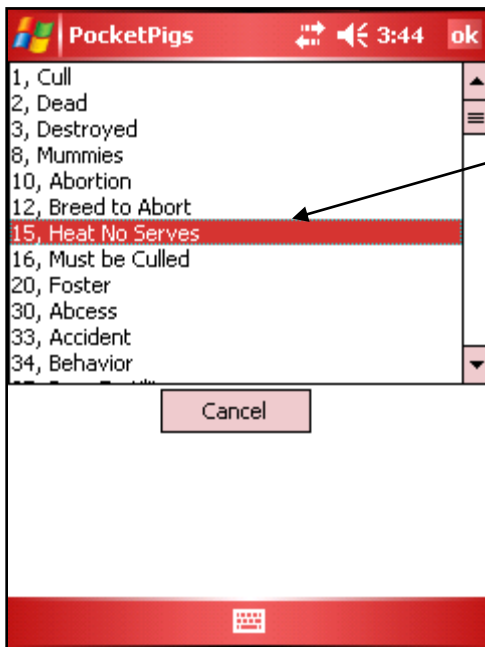 PocketPigs 3:44 ok
1, Cull
2, Dead
3, Destroyed
8, Mummies
10, Abortion
12, Breed to Abort
15, Heat No Serves
16, Must be Culled
20, Foster
30, Abcess
33, Accident
34, Behavior
Cancel